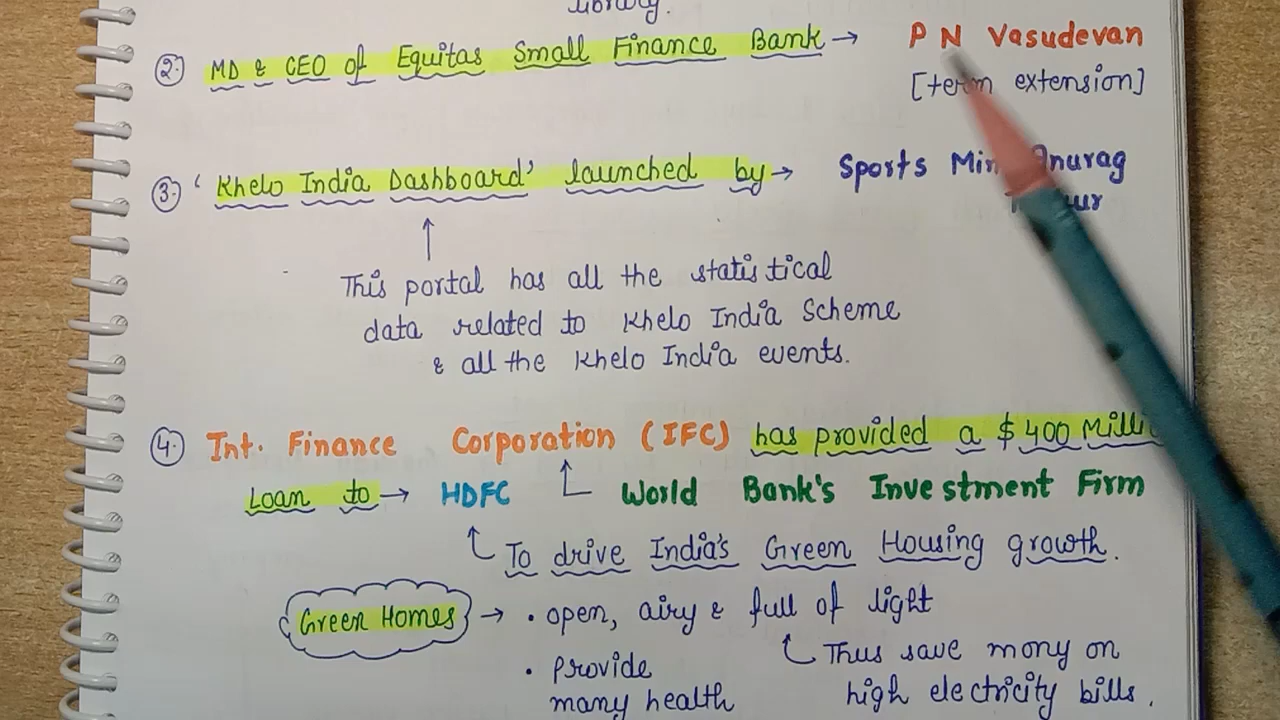 library.
2. MD & CEO of Equitas Small Finance Bank → P N Vasudevan
[term extension]
3. 'Khelo India Dashboard' launched by → Sports Min. Anurag
This portal has all the statistical
data related to Khelo India Scheme
& all the Khelo India events.
4. Int. Finance Corporation (IFC) has provided a $400
Loan to → HDFC World Bank's Investment Firm
To drive India's Green Housing growth.
Green Homes → • open, airy & full of light
Thus save mony on
• provide
high electricity bills.
many health